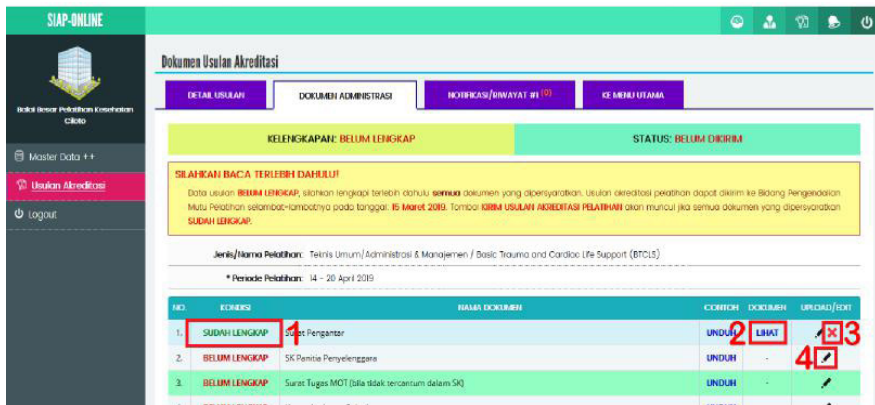 SIAP-ONLINE
Balai Besar Pelatihan Kesehatan
Ciloto
Master Data ++
Usulan Akreditasi
Logout
Dokumen Usulan Akreditasi
DETAIL USULAN
DOKUMEN ADMINISTRASI
NOTIFIKASI/RIWAYAT #1 (0)
KE MENU UTAMA
KELENGKAPAN: BELUM LENGKAP
STATUS: BELUM DIKIRIM
SILAHKAN BACA TERLEBIH DAHULU!
Data usulan BELUM LENGKAP, silahkan lengkapi terlebih dahulu semua dokumen yang dipersyaratkan. Usulan akreditasi pelatihan dapat dikirim ke Bidang Pengendalian
Mutu Pelatihan selambat-lambatnya pada tanggal: 15 Maret 2019. Tombol KIRIM USULAN AKREDITASI PELATIHAN akan muncul jika semua dokumen yang dipersyaratkan
SUDAH LENGKAP.
Jenis/Nama Pelatihan: Teknis Umum/Administrasi & Manajemen / Basic Trauma and Cardiac Life Support (BTCLS)
* Periode Pelatihan: 14 - 20 April 2019
NO. KONDISI NAMA DOKUMEN CONTOH DOKUMEN UPLOAD/EDIT
1. SUDAH LENGKAP 1 Surat Pengantar UNDUH 2 LIHAT 3
2. BELUM LENGKAP SK Panitia Penyelenggara UNDUH - 4
3. BELUM LENGKAP Surat Tugas MOT (bila tidak tercantum dalam SK) UNDUH -